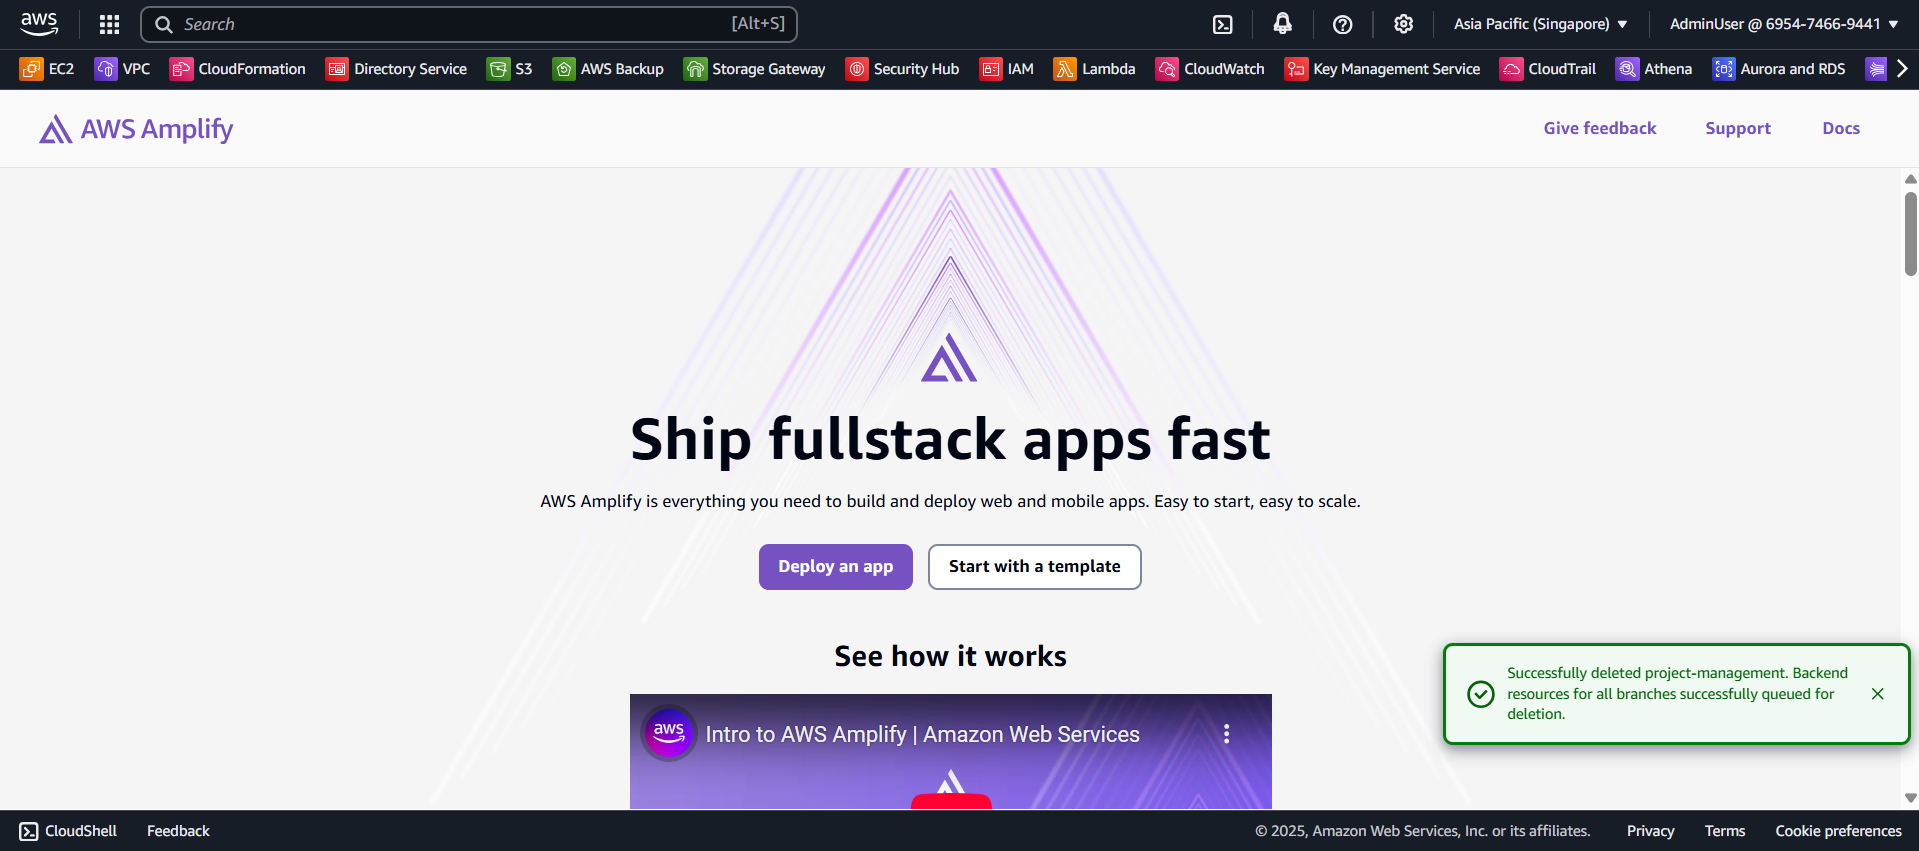 aws
Search [Alt+S]
Asia Pacific (Singapore) ▼
AdminUser @ 6954-7466-9441 ▼
EC2 VPC CloudFormation Directory Service S3 AWS Backup Storage Gateway Security Hub IAM Lambda CloudWatch Key Management Service CloudTrail Athena Aurora and RDS
AWS Amplify
Give feedback Support Docs
Ship fullstack apps fast
AWS Amplify is everything you need to build and deploy web and mobile apps. Easy to start, easy to scale.
Deploy an app Start with a template
See how it works
aws Intro to AWS Amplify | Amazon Web Services
Successfully deleted project-management. Backend
resources for all branches successfully queued for
deletion.
CloudShell Feedback © 2025, Amazon Web Services, Inc. or its affiliates. Privacy Terms Cookie preferences